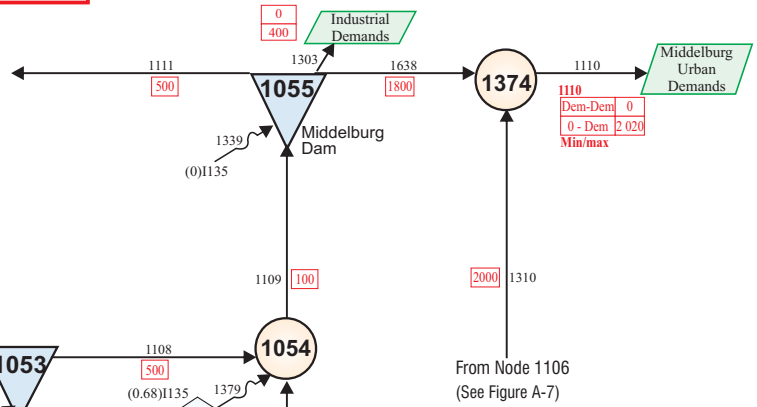 0
400
Industrial
Demands
1303
1111
500
1055
1638
1800
1374
1110
Middelburg
Urban
Demands
1110
Dem-Dem 0
0 - Dem 2 020
Min/max
1339
(0)I135
Middelburg
Dam
1109
100
2000
1310
1053
1108
500
1054
(0.68)I135
1379
From Node 1106
(See Figure A-7)